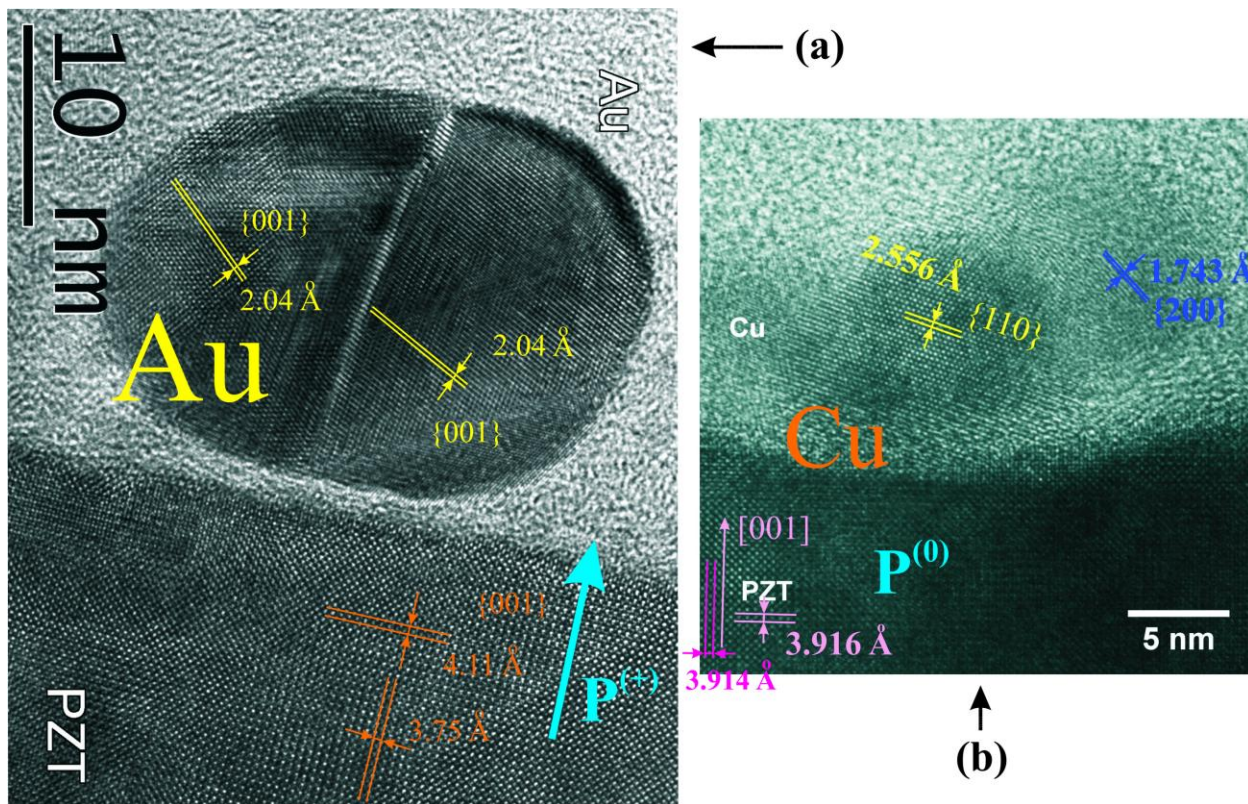 10 nm
Au
{001}
2.04 Å
Au
2.04 Å
{001}
{001}
4.11 Å
3.75 Å
P(+)
PZT
(a)
2.556 Å
{110}
1.743 Å
{200}
Cu
Cu
[001]
PZT
P(0)
3.916 Å
3.914 Å
5 nm
(b)